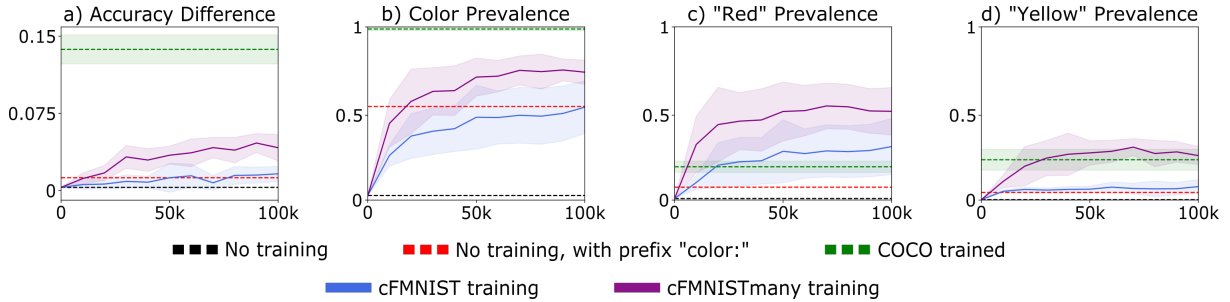 a) Accuracy Difference
0.15
0.075
0
0
50k
100k
b) Color Prevalence
1
0.5
0
0
50k
100k
c) "Red" Prevalence
1
0.5
0
0
50k
100k
d) "Yellow" Prevalence
1
0.5
0
0
50k
100k
No training
No training, with prefix "color:"
COCO trained
cFMNIST training
cFMNISTmany training